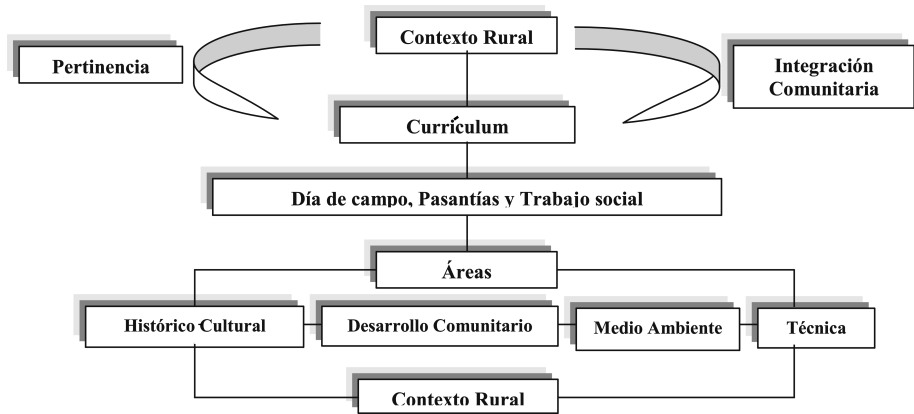 Contexto Rural
Pertinencia
Integración
Comunitaria
Currículum
Día de campo, Pasantías y Trabajo social
Áreas
Histórico Cultural
Desarrollo Comunitario
Medio Ambiente
Técnica
Contexto Rural